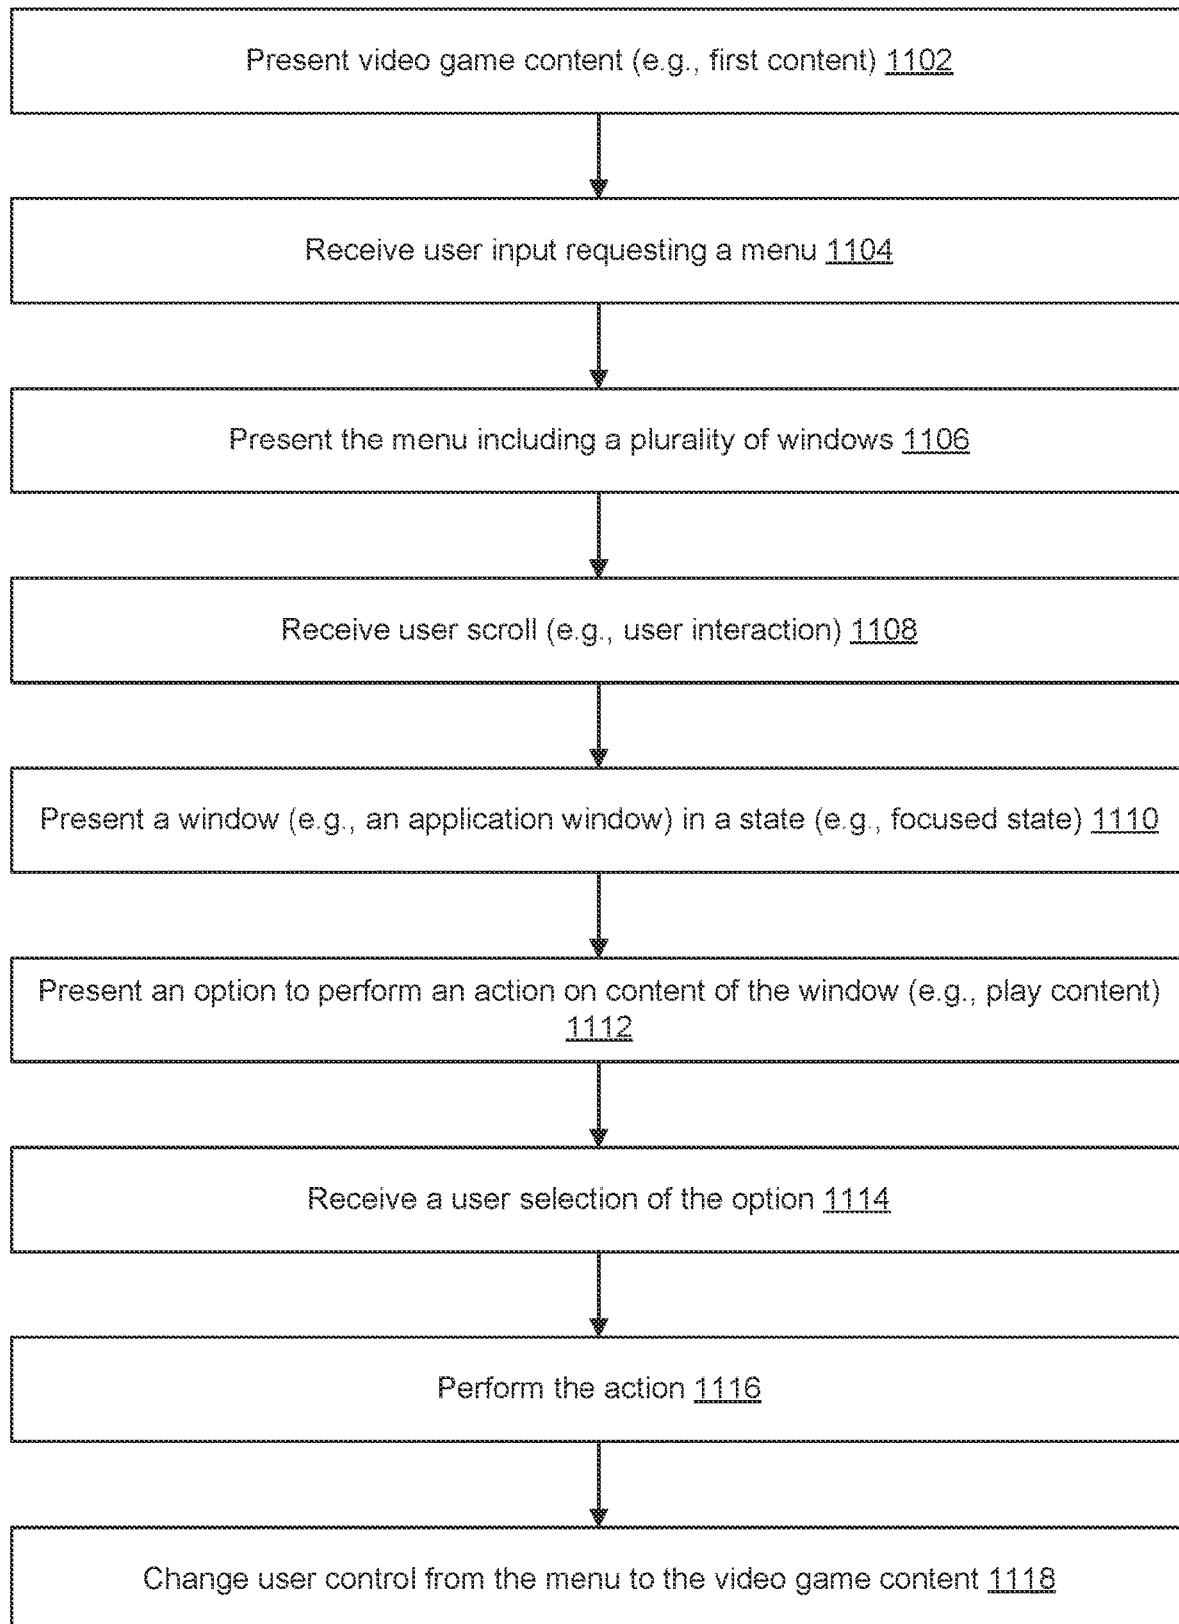 Present video game content (e.g., first content) 1102
Receive user input requesting a menu 1104
Present the menu including a plurality of windows 1106
Receive user scroll (e.g., user interaction) 1108
Present a window (e.g., an application window) in a state (e.g., focused state) 1110
Present an option to perform an action on content of the window (e.g., play content)
1112
Receive a user selection of the option 1114
Perform the action 1116
Change user control from the menu to the video game content 1118